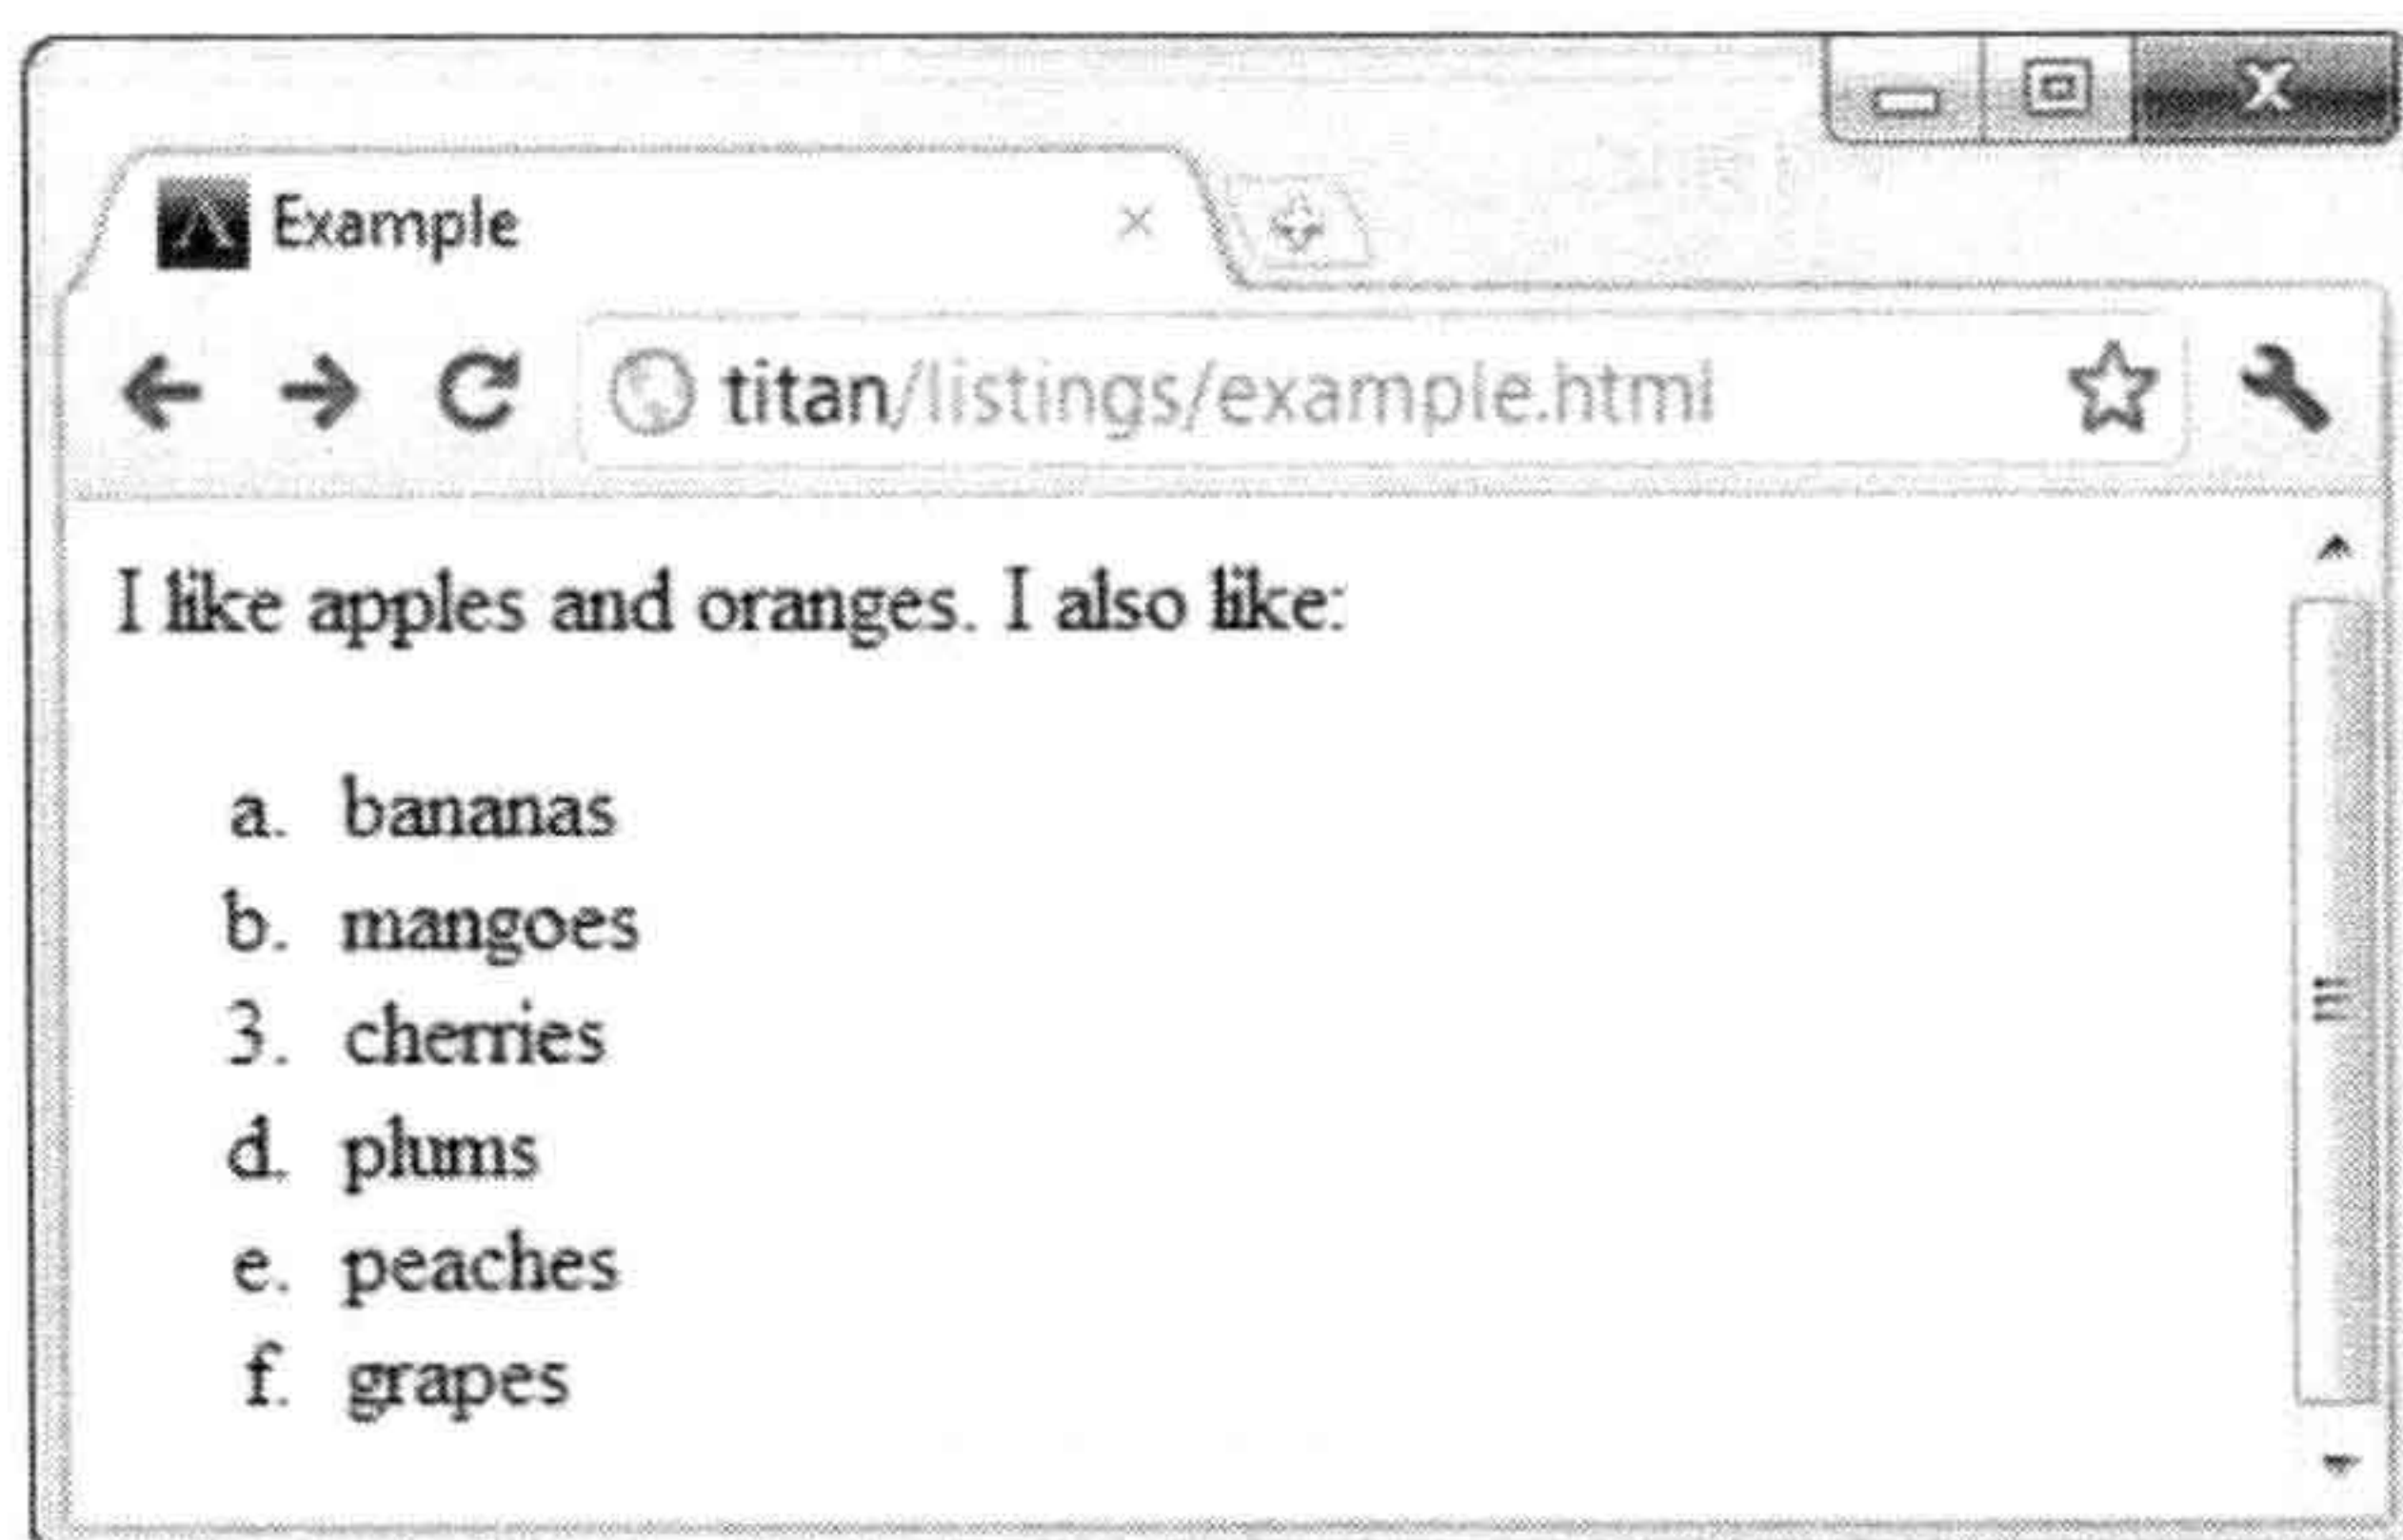 Example
titan/listings/example.html
I like apples and oranges. I also like:
a. bananas
b. mangoes
3. cherries
d. plums
e. peaches
f. grapes